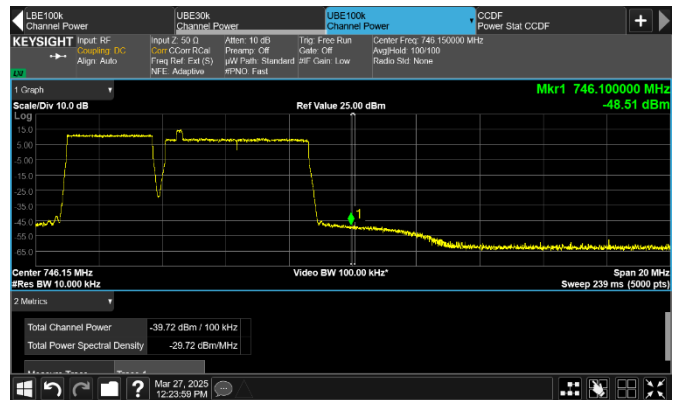 LBE100k
Channel Power
UBE30k
Channel Power
UBE100k
Channel Power
CCDF
Power Stat CCDF
KEYSIGHT
Input: RF
Coupling: DC
Align: Auto
Input Z: 50 Ω
Corr CCorr RCal
Freq Ref: Ext (S)
NFE: Adaptive
Atten: 10 dB
Preamp: Off
µW Path: Standard
#PNO: Fast
Trig: Free Run
Gate: Off
#IF Gain: Low
Center Freq: 746.150000 MHz
Avg|Hold: 100/100
Radio Std: None
LXI
1 Graph
Mkr1 746.100000 MHz
Scale/Div 10.0 dB
Ref Value 25.00 dBm
-48.51 dBm
Log
15.0
5.00
-5.00
-15.0
-25.0
-35.0
-45.0
-55.0
-65.0
1
Center 746.15 MHz
Video BW 100.00 kHz*
Span 20 MHz
#Res BW 10.000 kHz
Sweep 239 ms (5000 pts)
2 Metrics
Total Channel Power
-39.72 dBm / 100 kHz
Total Power Spectral Density
-29.72 dBm/MHz
Mar 27, 2025
12:23:59 PM